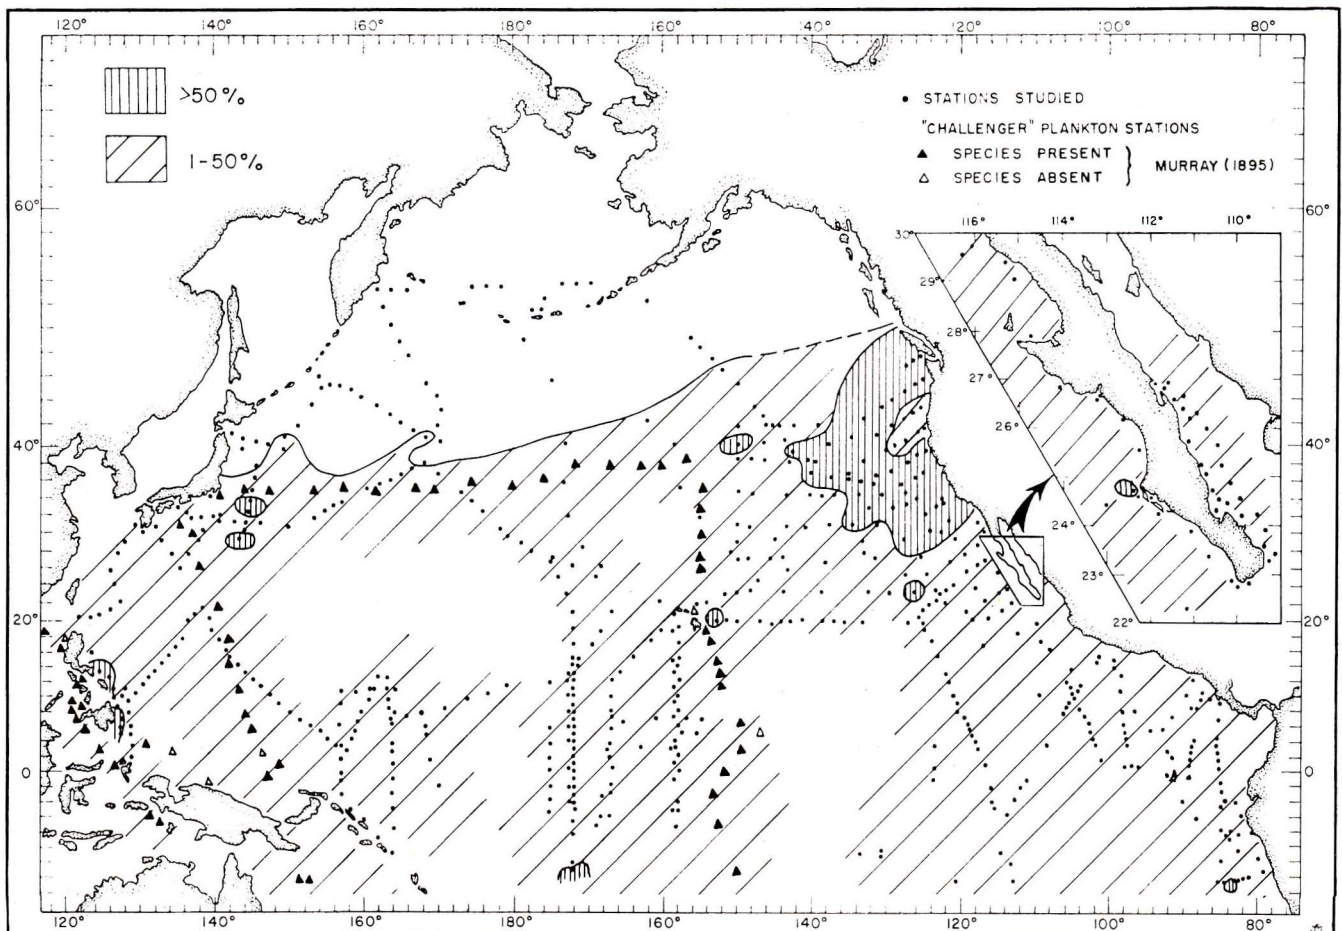 120° 140° 160° 180° 160° 140° 120° 100° 80°
>50%
1-50%
• STATIONS STUDIED
"CHALLENGER" PLANKTON STATIONS
▲ SPECIES PRESENT
△ SPECIES ABSENT
} MURRAY (1895)
60° 60°
116° 114° 112° 110°
30°
29°
28°
27°
40° 40°
26°
24°
23°
20° 22° 20°
0 0
120° 140° 160° 180° 160° 140° 120° 100° 80°